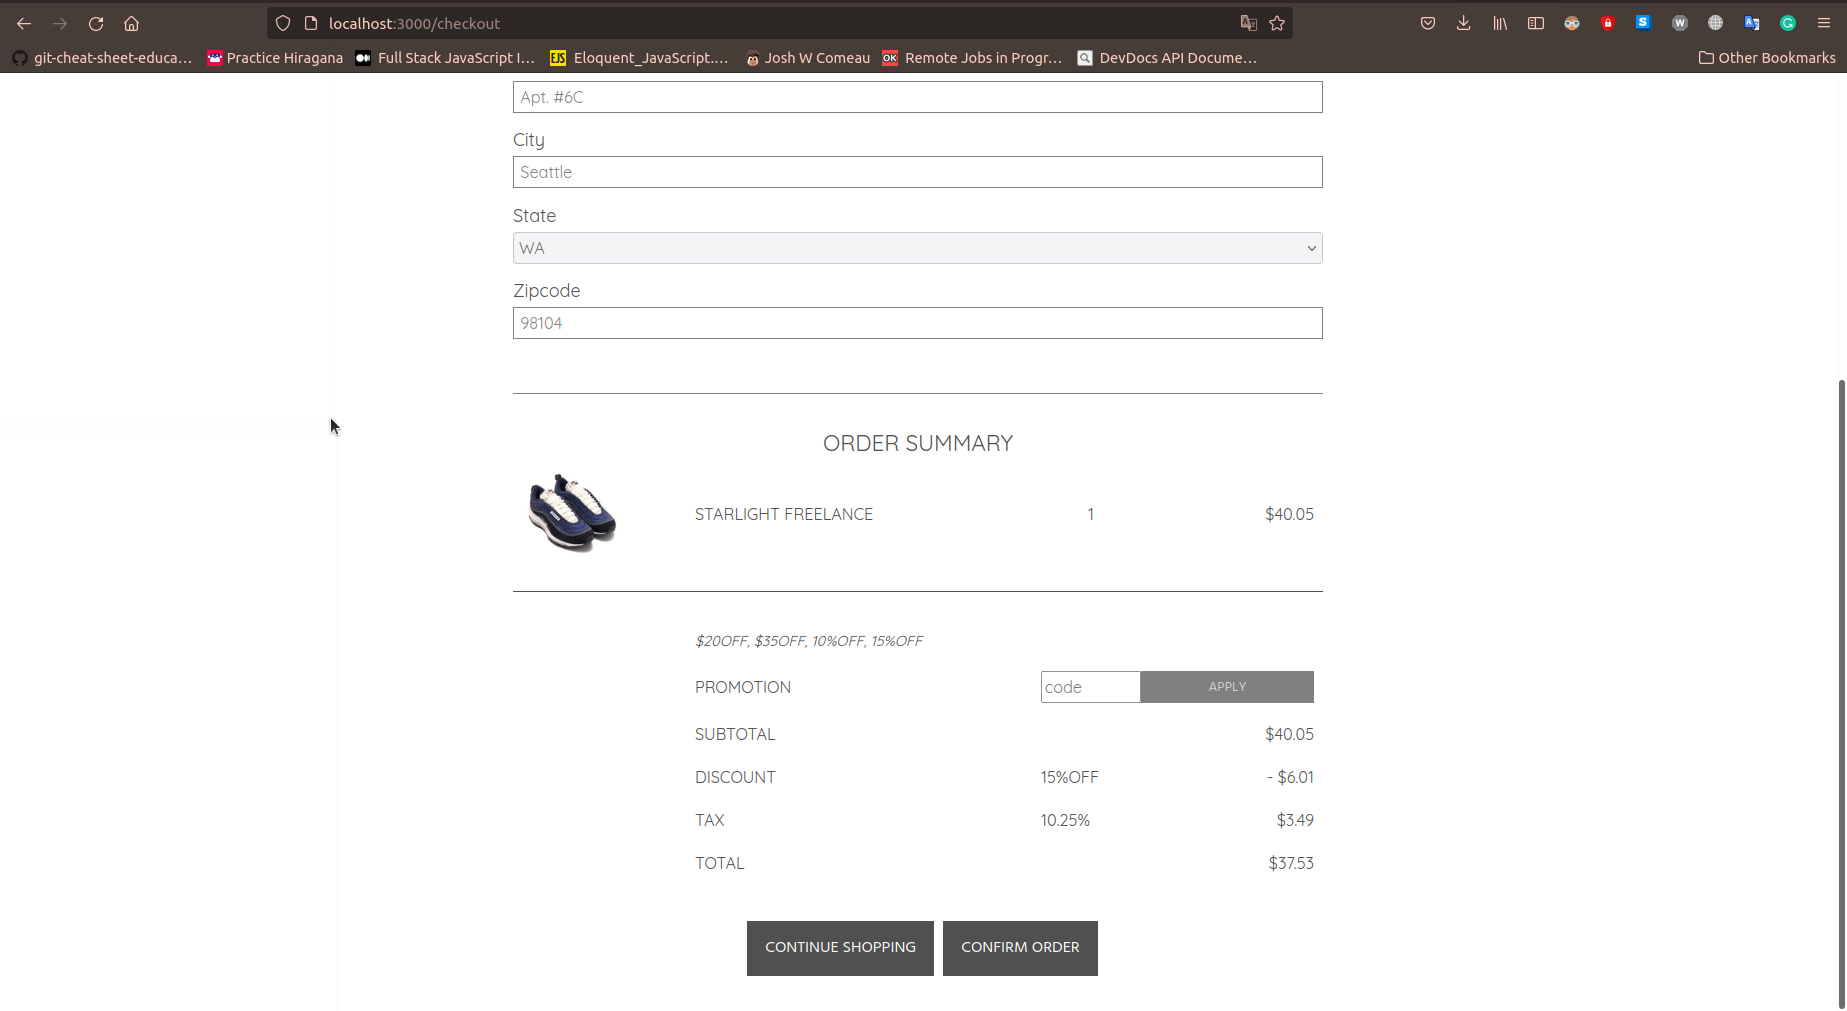 localhost:3000/checkout
git-cheat-sheet-educa… Practice Hiragana Full Stack JavaScript I… EJS Eloquent_JavaScript.… Josh W Comeau OK Remote Jobs in Progr… DevDocs API Docume… Other Bookmarks
Apt. #6C
City
Seattle
State
WA
Zipcode
98104
ORDER SUMMARY
STARLIGHT FREELANCE 1 $40.05
$20OFF, $35OFF, 10%OFF, 15%OFF
PROMOTION code APPLY
SUBTOTAL $40.05
DISCOUNT 15%OFF - $6.01
TAX 10.25% $3.49
TOTAL $37.53
CONTINUE SHOPPING CONFIRM ORDER